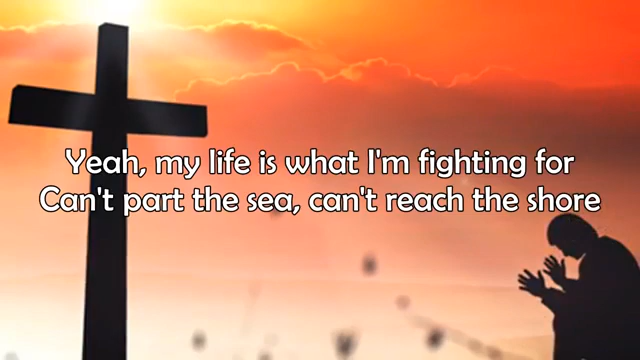 Yeah, my life is what I'm fighting for
Can't part the sea, can't reach the shore